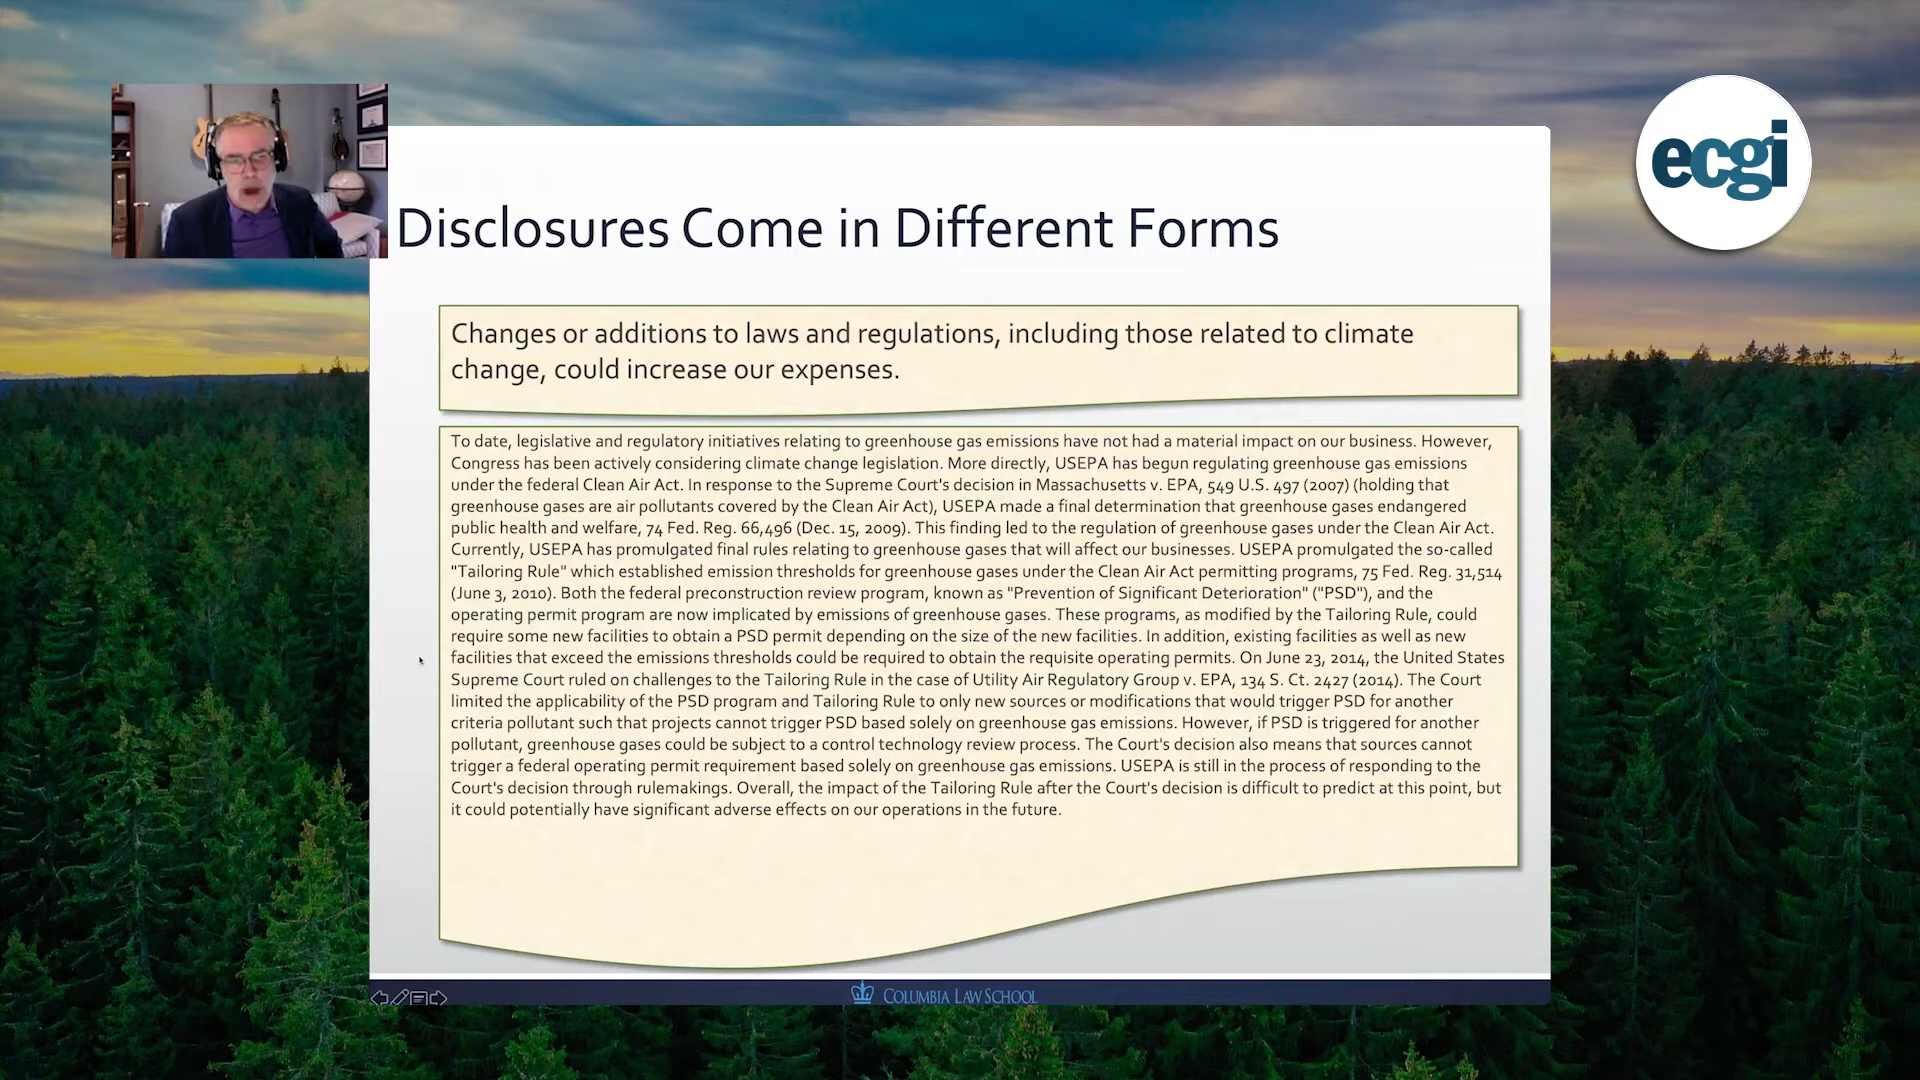 ecgi
Disclosures Come in Different Forms
Changes or additions to laws and regulations, including those related to climate
change, could increase our expenses.
To date, legislative and regulatory initiatives relating to greenhouse gas emissions have not had a material impact on our business. However,
Congress has been actively considering climate change legislation. More directly, USEPA has begun regulating greenhouse gas emissions
under the federal Clean Air Act. In response to the Supreme Court's decision in Massachusetts v. EPA, 549 U.S. 497 (2007) (holding that
greenhouse gases are air pollutants covered by the Clean Air Act), USEPA made a final determination that greenhouse gases endangered
public health and welfare, 74 Fed. Reg. 66,496 (Dec. 15, 2009). This finding led to the regulation of greenhouse gases under the Clean Air Act.
Currently, USEPA has promulgated final rules relating to greenhouse gases that will affect our businesses. USEPA promulgated the so-called
"Tailoring Rule" which established emission thresholds for greenhouse gases under the Clean Air Act permitting programs, 75 Fed. Reg. 31,514
(June 3, 2010). Both the federal preconstruction review program, known as "Prevention of Significant Deterioration" ("PSD"), and the
operating permit program are now implicated by emissions of greenhouse gases. These programs, as modified by the Tailoring Rule, could
require some new facilities to obtain a PSD permit depending on the size of the new facilities. In addition, existing facilities as well as new
facilities that exceed the emissions thresholds could be required to obtain the requisite operating permits. On June 23, 2014, the United States
Supreme Court ruled on challenges to the Tailoring Rule in the case of Utility Air Regulatory Group v. EPA, 134 S. Ct. 2427 (2014). The Court
limited the applicability of the PSD program and Tailoring Rule to only new sources or modifications that would trigger PSD for another
criteria pollutant such that projects cannot trigger PSD based solely on greenhouse gas emissions. However, if PSD is triggered for another
pollutant, greenhouse gases could be subject to a control technology review process. The Court's decision also means that sources cannot
trigger a federal operating permit requirement based solely on greenhouse gas emissions. USEPA is still in the process of responding to the
Court's decision through rulemakings. Overall, the impact of the Tailoring Rule after the Court's decision is difficult to predict at this point, but
it could potentially have significant adverse effects on our operations in the future.
COLUMBIA LAW SCHOOL